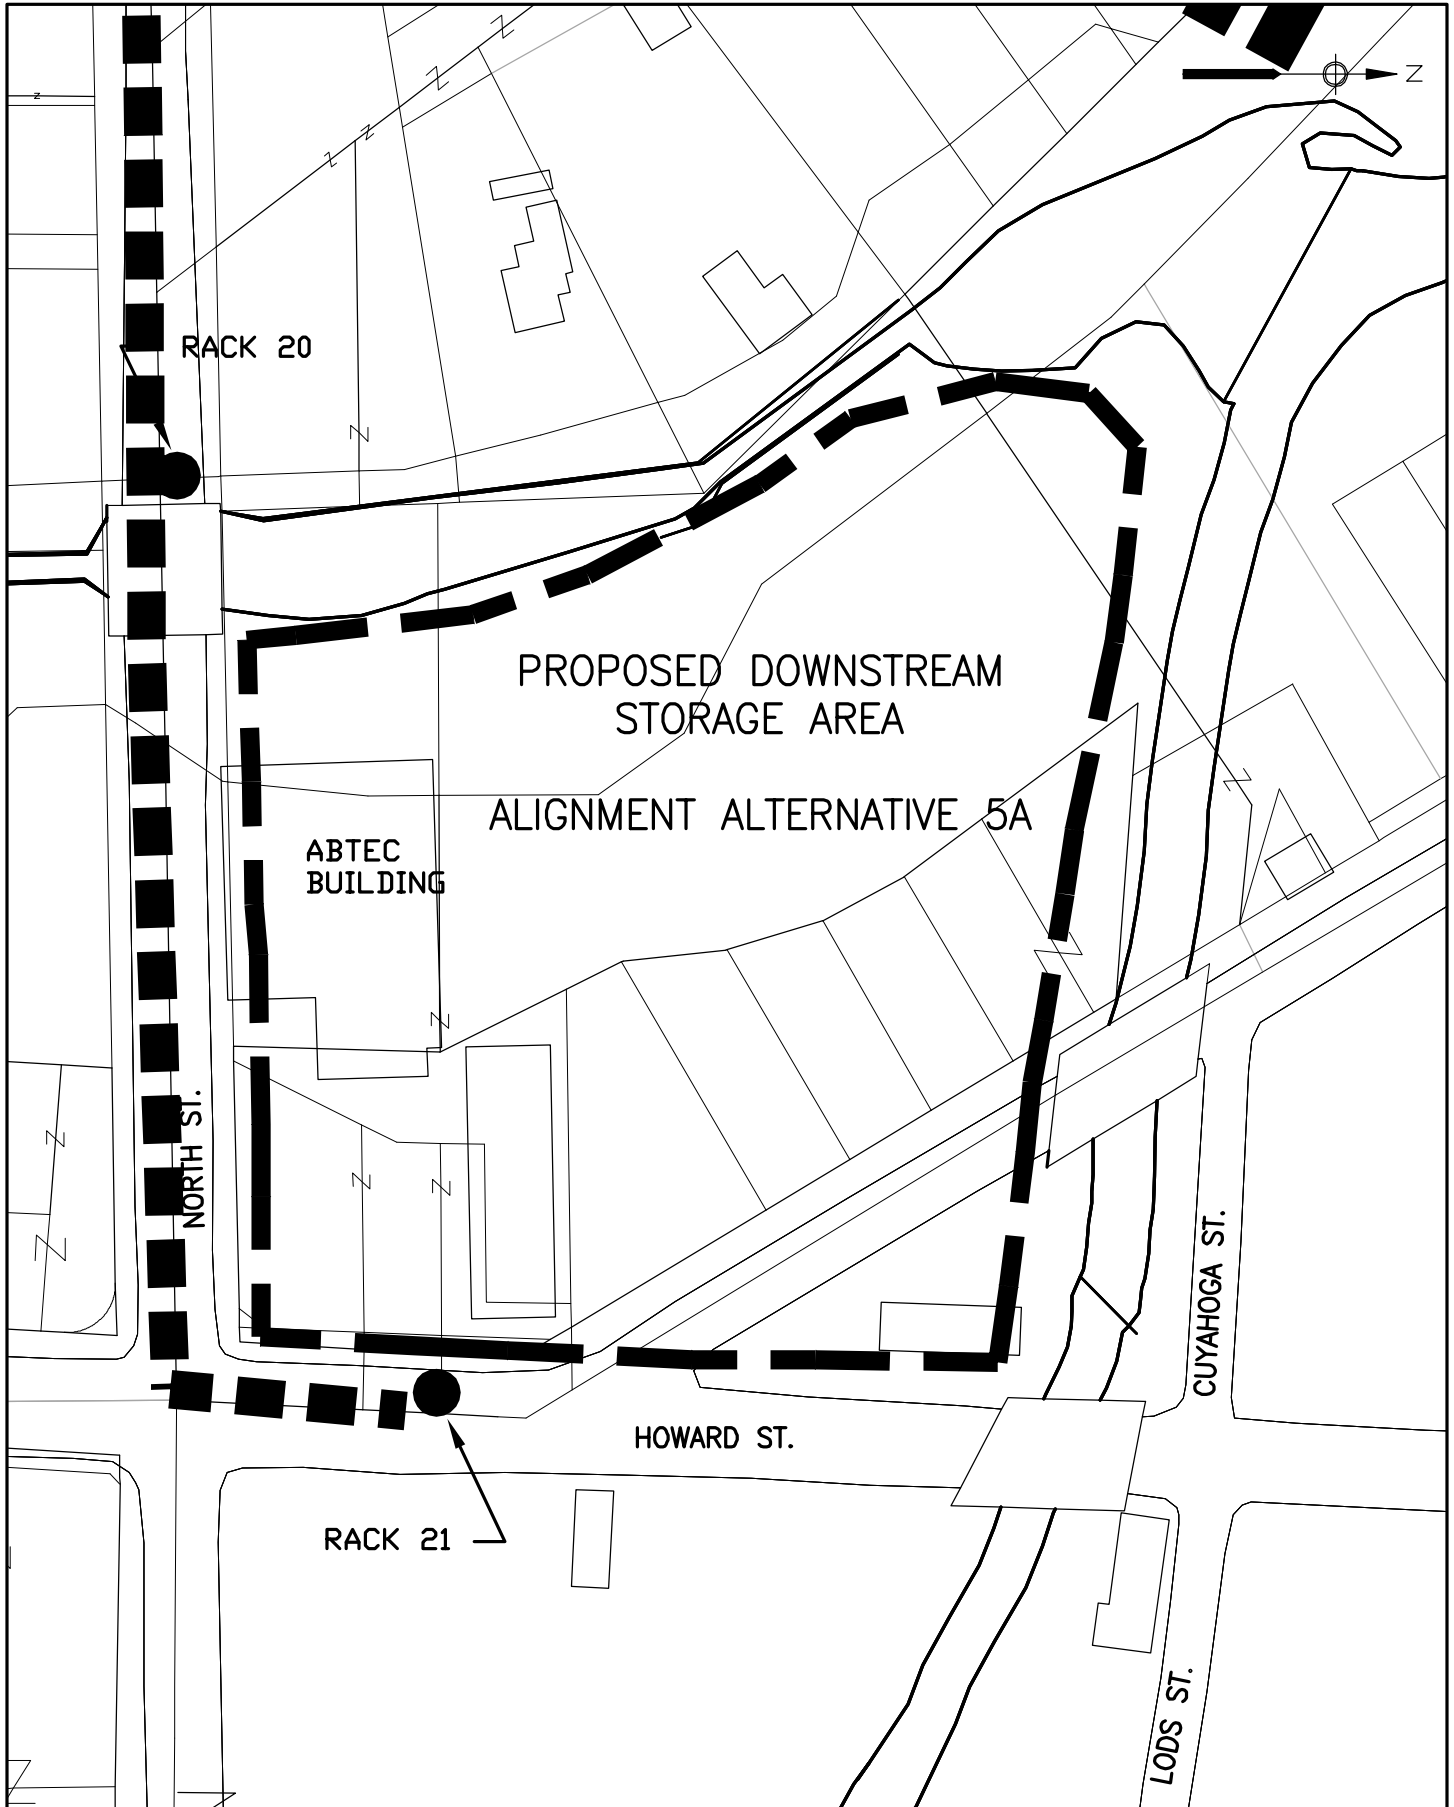 Z
RACK 20
PROPOSED DOWNSTREAM
STORAGE AREA
ALIGNMENT ALTERNATIVE 5A
ABTEC
BUILDING
NORTH ST.
CUYAHOGA ST.
HOWARD ST.
RACK 21
LODS ST.